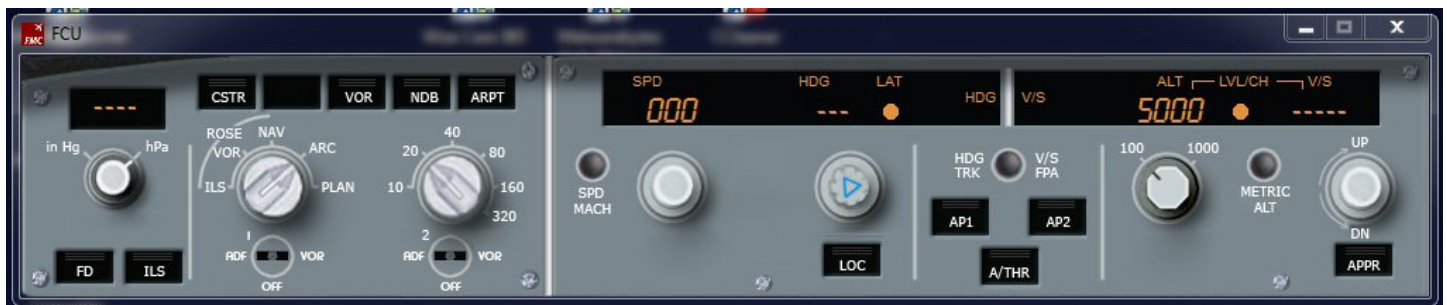 FMC FCU
CSTR VOR NDB ARPT
SPD HDG LAT HDG V/S ALT LVL/CH V/S
---- 000 --- 5000 -----
in Hg hPa
ROSE NAV
VOR ARC
ILS PLAN
40
20 80
10 160
320
SPD
MACH
HDG V/S
TRK FPA
100 1000
METRIC
ALT
UP
DN
AP1 AP2
1
ADF VOR
OFF
2
ADF VOR
OFF
FD ILS
LOC
A/THR
APPR